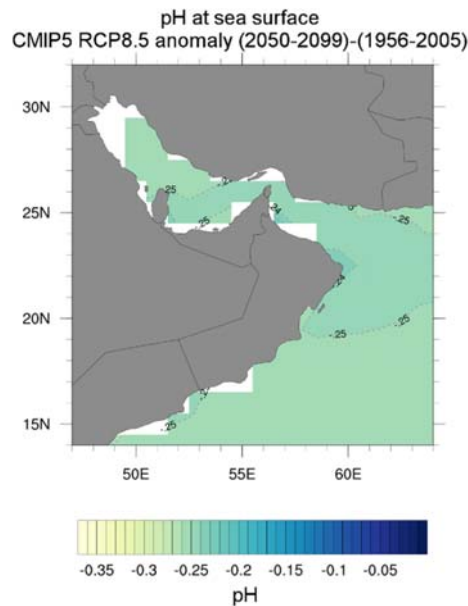 pH at sea surface
CMIP5 RCP8.5 anomaly (2050-2099)-(1956-2005)
30N
25N
20N
15N
50E 55E 60E
-.25
-.25
-.24
-.25
-.24
-.25
-.25
-0.35 -0.3 -0.25 -0.2 -0.15 -0.1 -0.05
pH